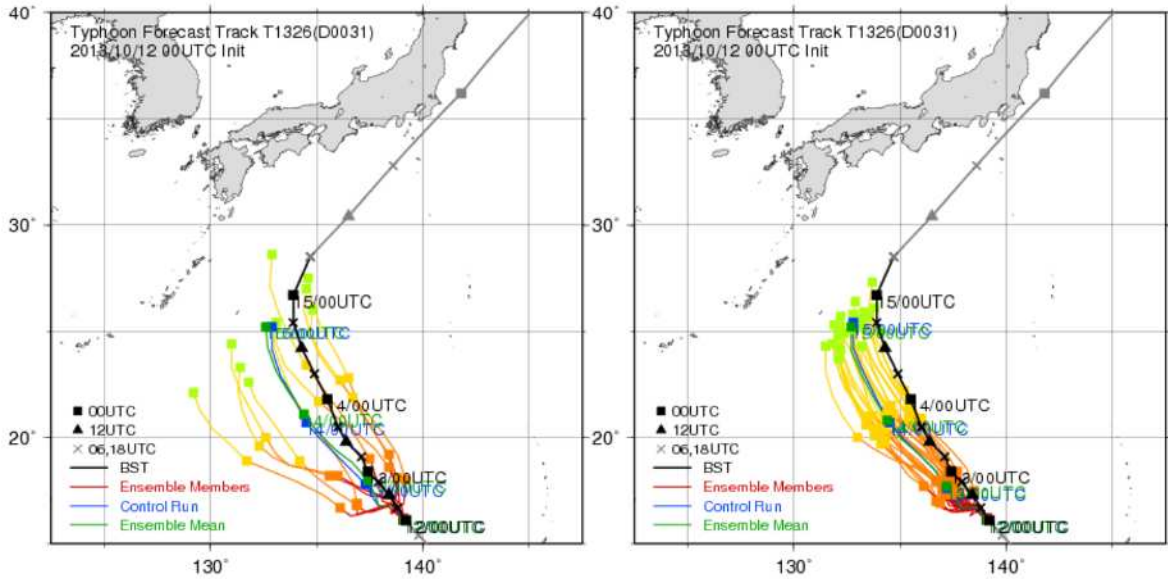 40°
Typhoon Forecast Track T1326(D0031)
2013/10/12 00UTC Init
30°
20°
15/00UTC
4/00UTC
3/00UTC
12/00UTC
00UTC
12UTC
06,18UTC
BST
Ensemble Members
Control Run
Ensemble Mean
130°
140°
40°
Typhoon Forecast Track T1326(D0031)
2013/10/12 00UTC Init
30°
20°
15/00UTC
4/00UTC
3/00UTC
12/00UTC
00UTC
12UTC
06,18UTC
BST
Ensemble Members
Control Run
Ensemble Mean
130°
140°